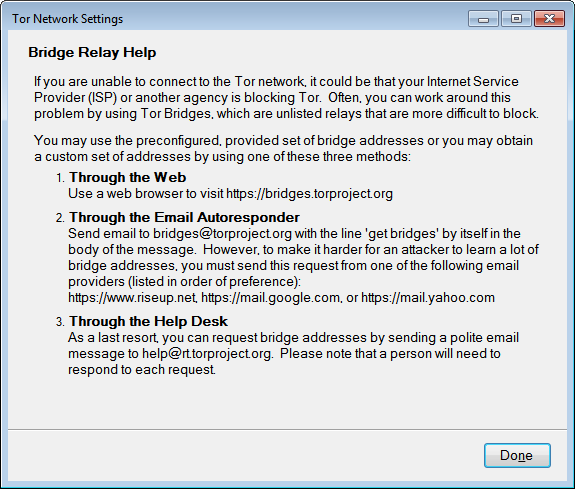 Tor Network Settings
Bridge Relay Help
If you are unable to connect to the Tor network, it could be that your Internet Service
Provider (ISP) or another agency is blocking Tor.  Often, you can work around this
problem by using Tor Bridges, which are unlisted relays that are more difficult to block.
You may use the preconfigured, provided set of bridge addresses or you may obtain
a custom set of addresses by using one of these three methods:
1. Through the Web
Use a web browser to visit https://bridges.torproject.org
2. Through the Email Autoresponder
Send email to bridges@torproject.org with the line 'get bridges' by itself in the
body of the message.  However, to make it harder for an attacker to learn a lot of
bridge addresses, you must send this request from one of the following email
providers (listed in order of preference):
https://www.riseup.net, https://mail.google.com, or https://mail.yahoo.com
3. Through the Help Desk
As a last resort, you can request bridge addresses by sending a polite email
message to help@rt.torproject.org.  Please note that a person will need to
respond to each request.
Done